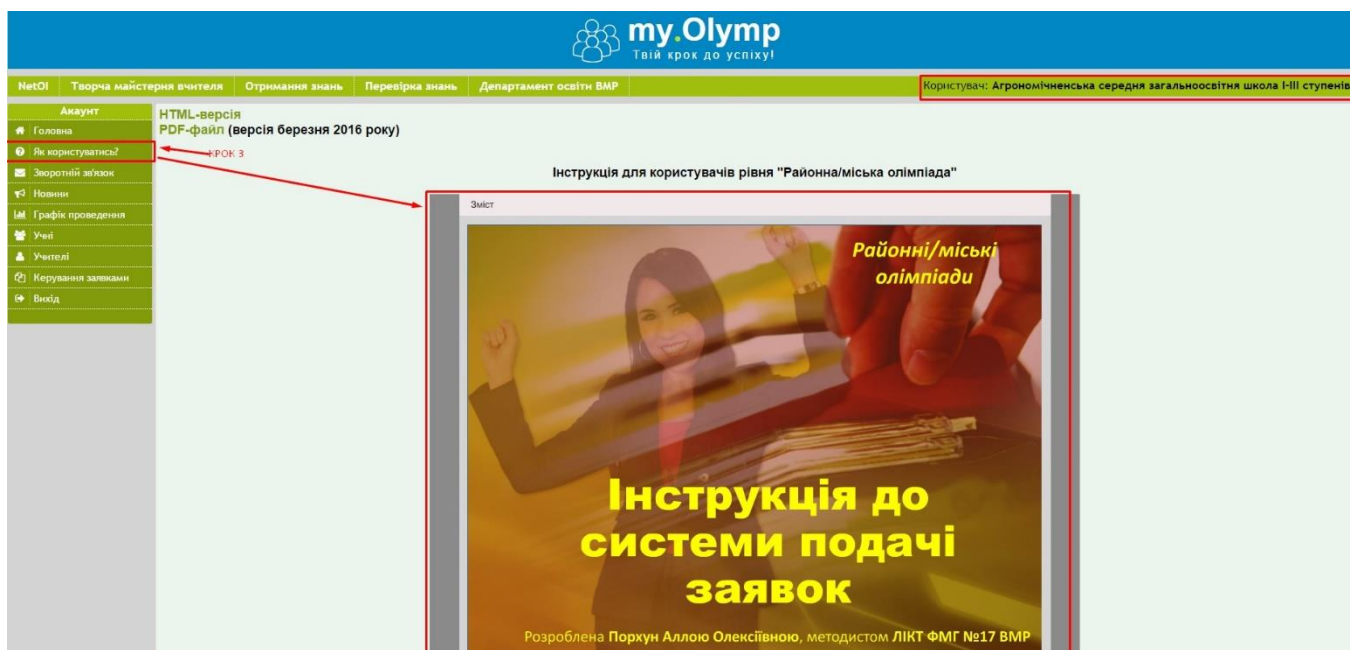 my.Olymp
Твій крок до успіху!
NetOI Творча майстерня вчителя Отримання знань Перевірка знань Департамент освіти ВМР Користувач: Агрономічненська середня загальноосвітня школа І-ІІІ ступенів
Акаунт
Головна
Як користуватись?
Зворотній зв'язок
Новини
Графік проведення
Учні
Учителі
Керування заявками
Вихід
HTML-версія
PDF-файл (версія березня 2016 року)
КРОК 3
Інструкція для користувачів рівня "Районна/міська олімпіада"
Зміст
Районні/міські
олімпіади
Інструкція до
системи подачі
заявок
Розроблена Порхун Аллою Олексіївною, методистом ЛІКТ ФМГ №17 ВМР